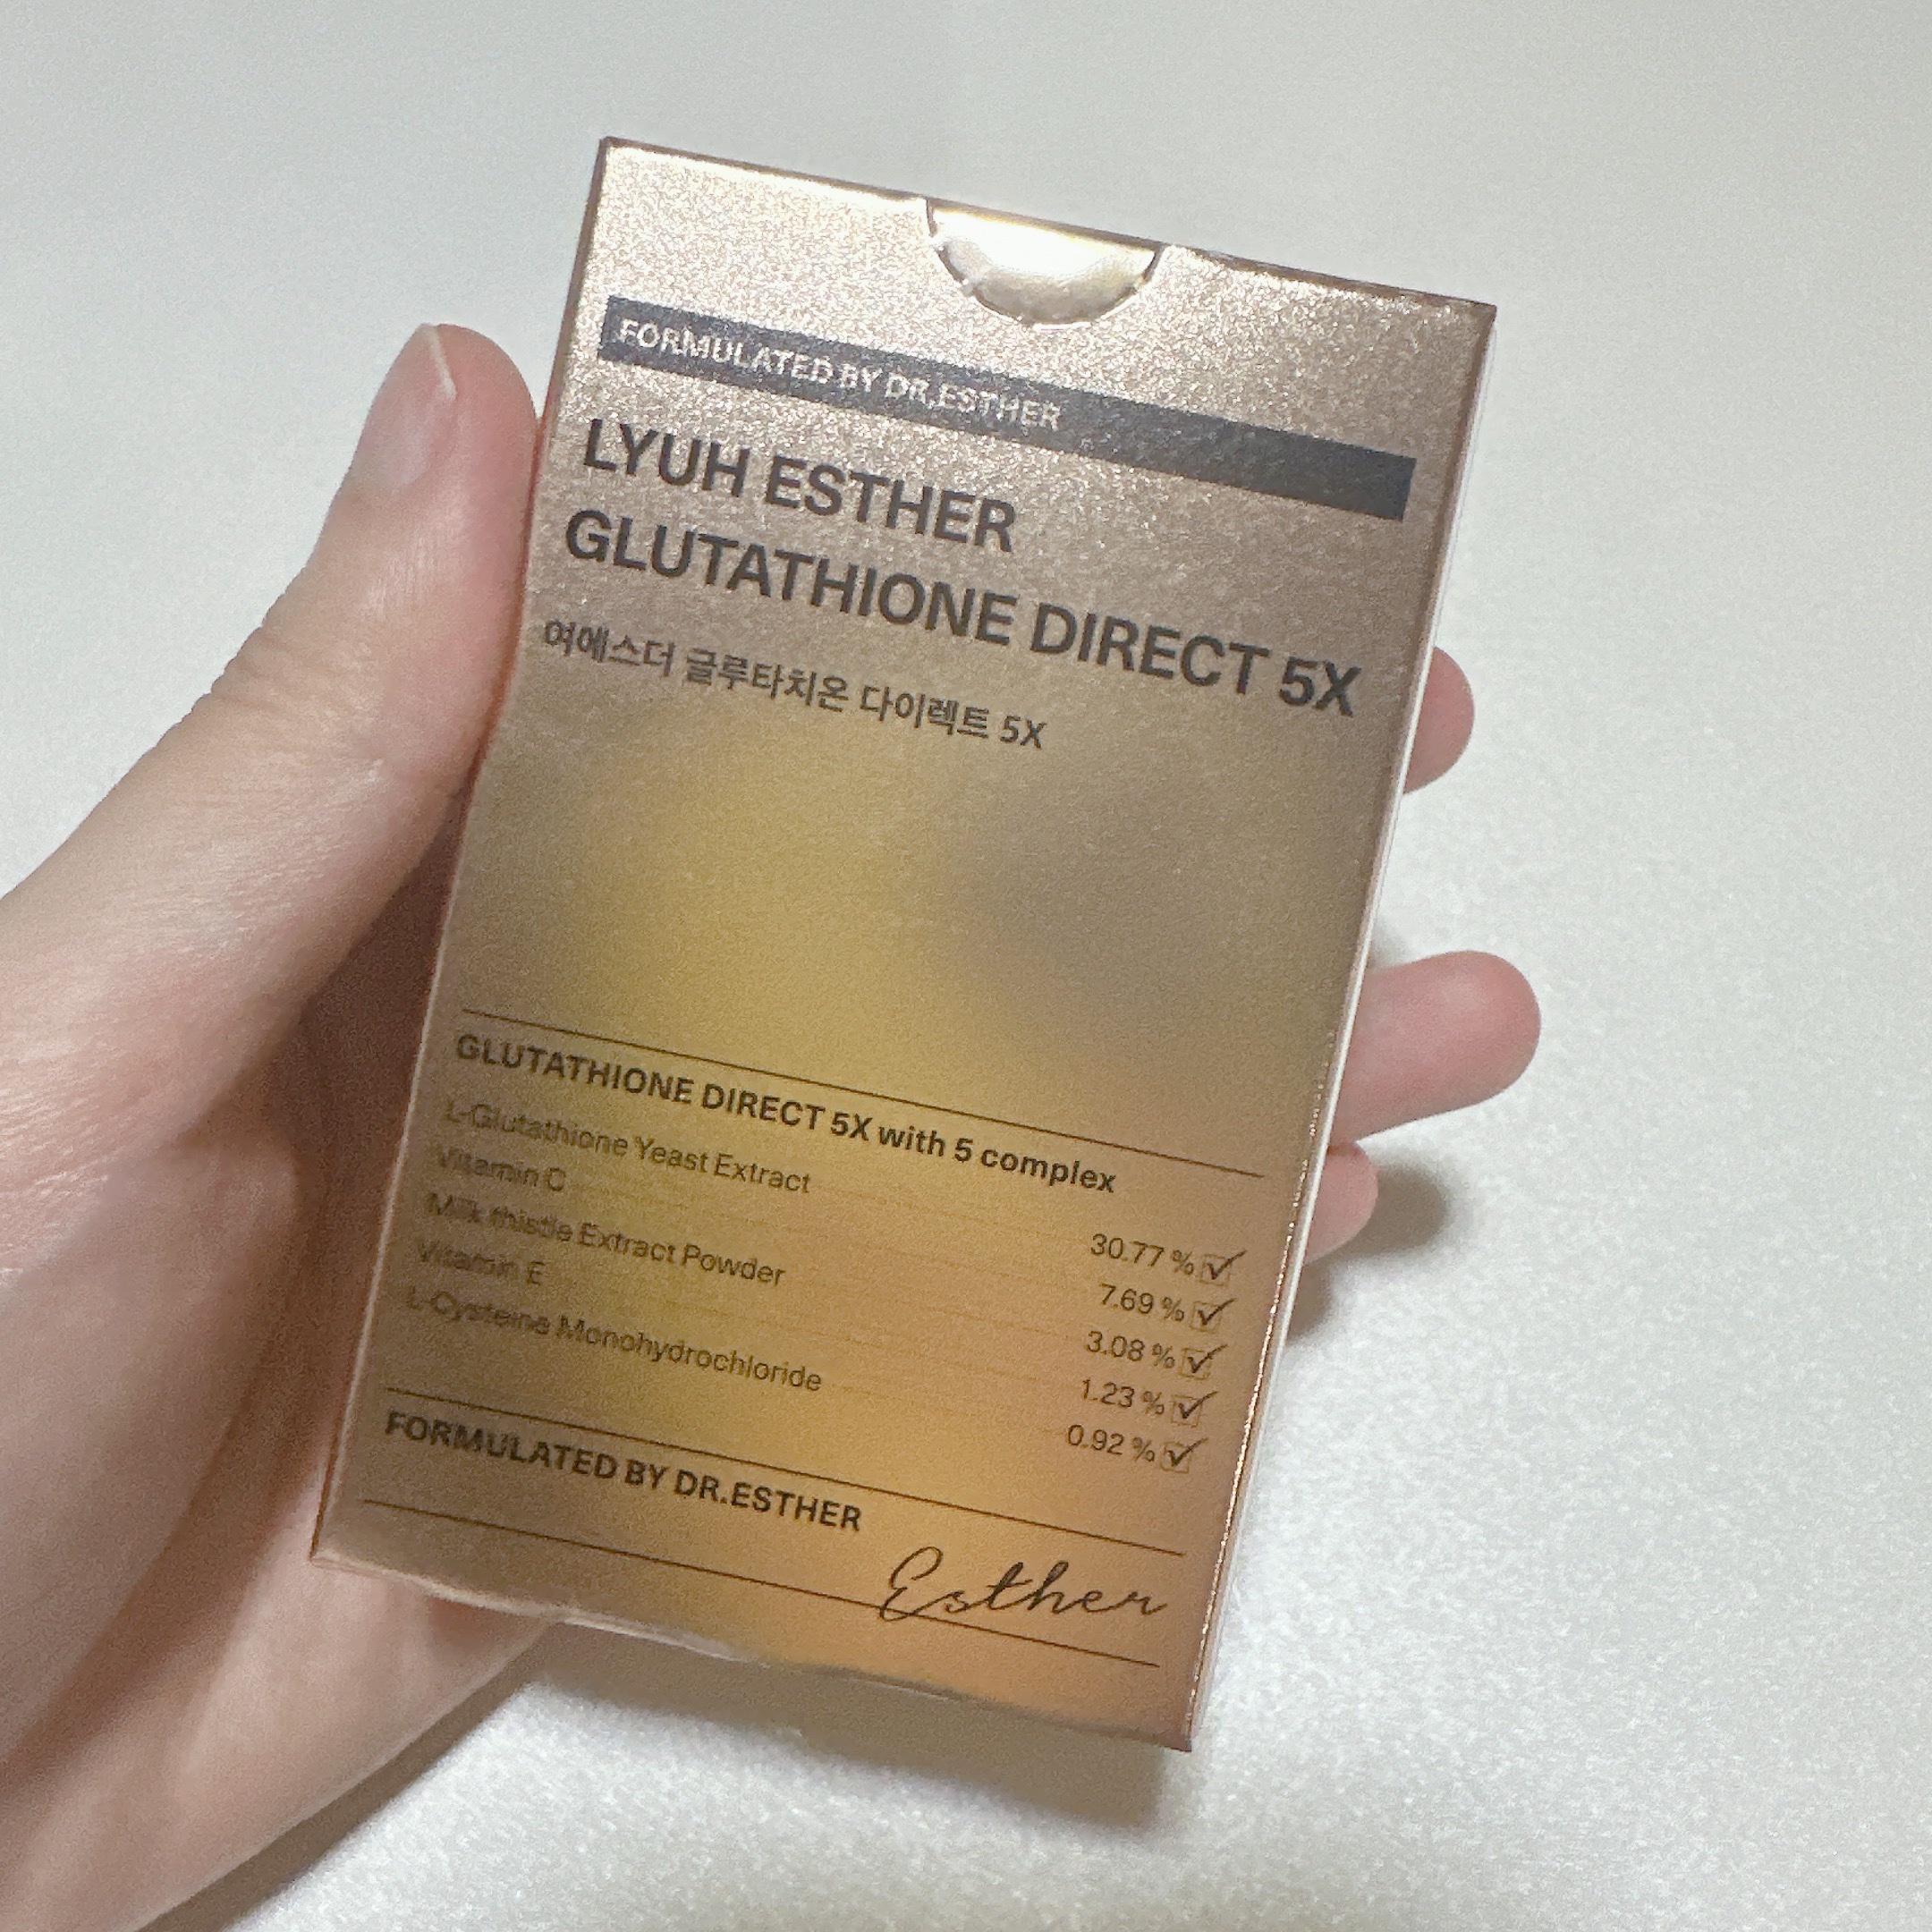 FORMULATED BY DR.ESTHER
LYUH ESTHER
GLUTATHIONE DIRECT 5X
여에스더 글루타치온 다이렉트 5X
GLUTATHIONE DIRECT 5X with 5 complex
L-Glutathione Yeast Extract 30.77 %
Vitamin C 7.69 %
Milk thistle Extract Powder 3.08 %
Vitamin E 1.23 %
L-Cysteine Monohydrochloride 0.92 %
FORMULATED BY DR.ESTHER
Esther